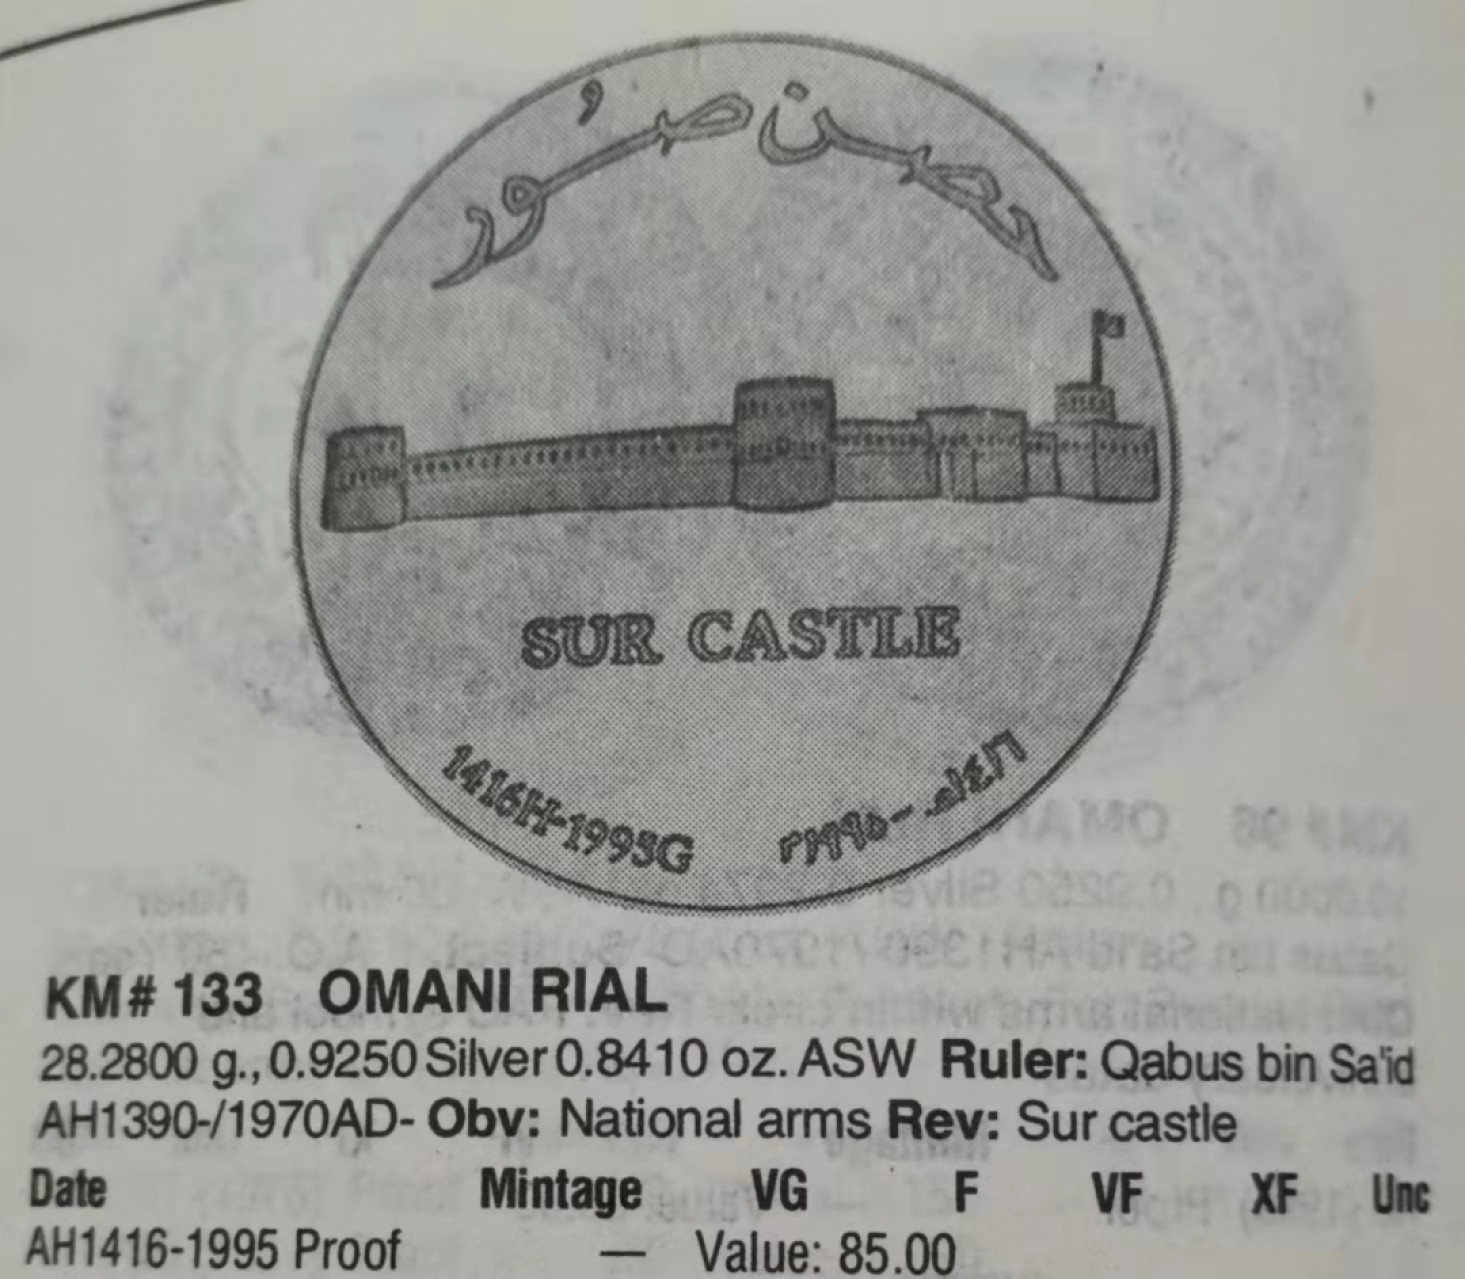 حصن صُور
SUR CASTLE
1416H-1995G
١٤١٦هـ - ١٩٩٥م
KM# 133 OMANI RIAL
28.2800 g., 0.9250 Silver 0.8410 oz. ASW Ruler: Qabus bin Sa'id
AH1390-/1970AD- Obv: National arms Rev: Sur castle
Date Mintage VG F VF XF Unc
AH1416-1995 Proof — Value: 85.00